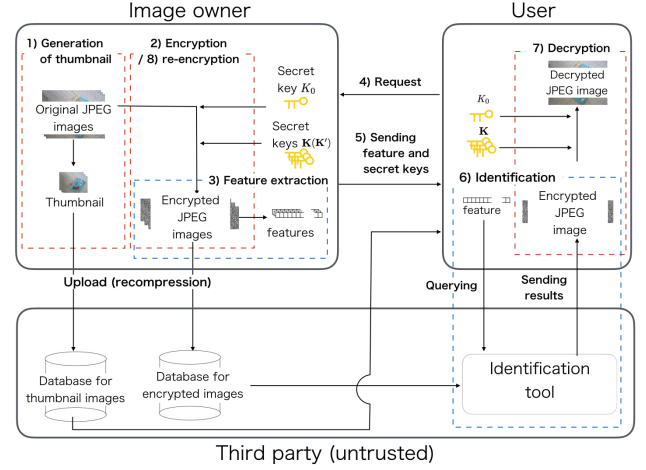 Image owner
User
1) Generation
of thumbnail
2) Encryption
/ 8) re-encryption
Secret
key K₀
Secret
keys K(K′)
Original JPEG
images
Thumbnail
3) Feature extraction
Encrypted
JPEG
images
features
Upload (recompression)
4) Request
5) Sending
feature and
secret keys
7) Decryption
Decrypted
JPEG image
K₀
K
6) Identification
feature
Encrypted
JPEG
image
Querying
Sending
results
Database for
thumbnail images
Database for
encrypted images
Identification
tool
Third party (untrusted)